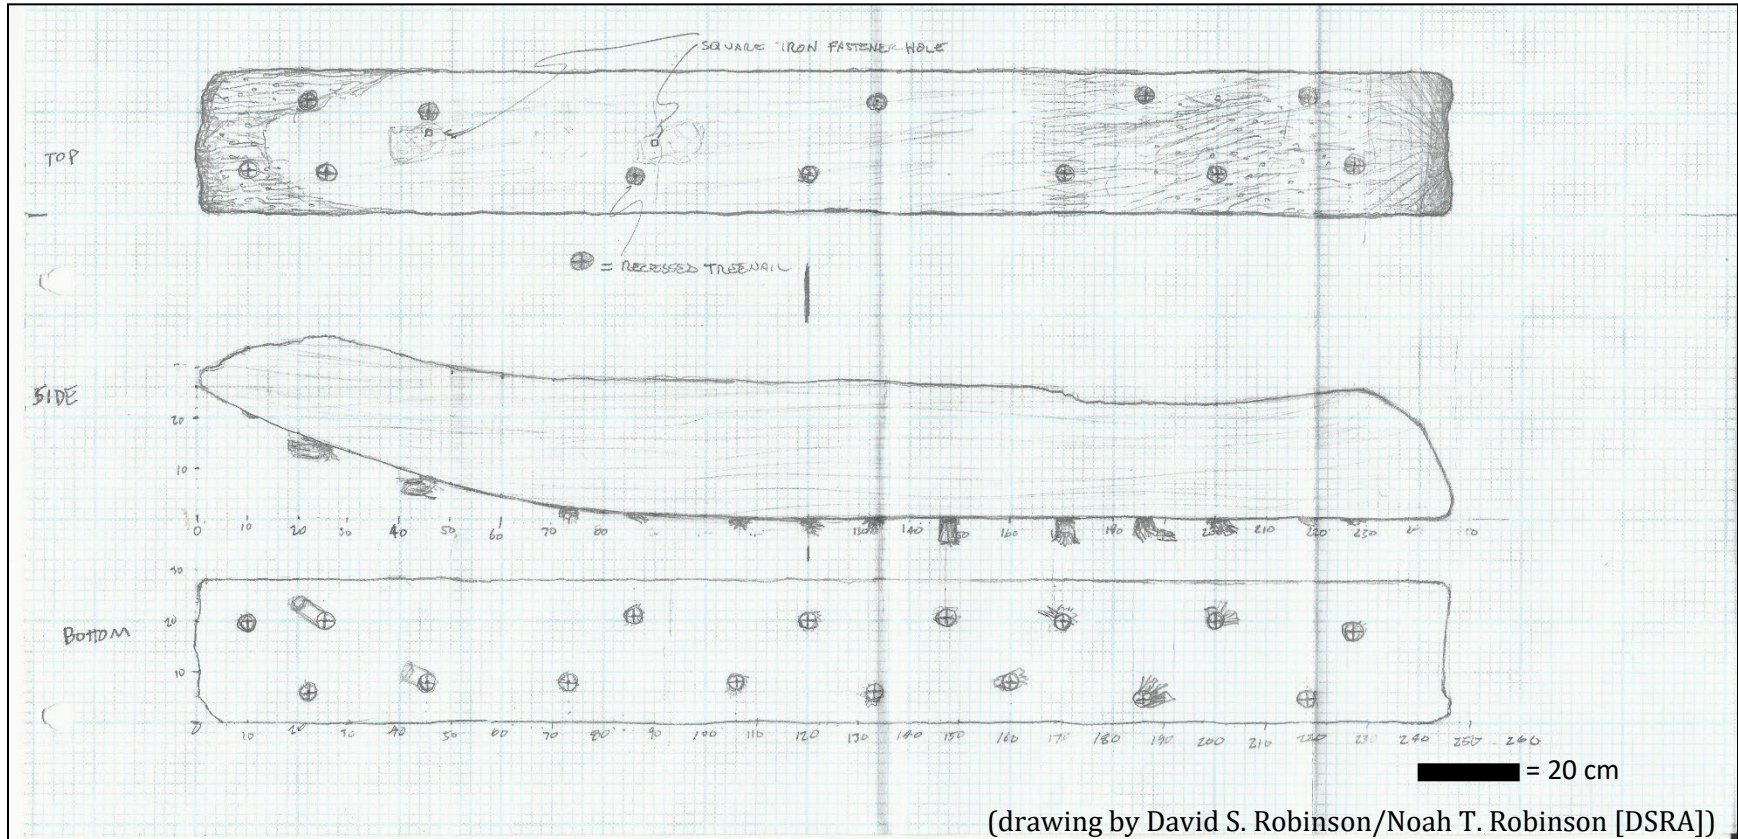 SQUARE IRON FASTENER HOLE
TOP
= RECESSED TREENAIL
SIDE
20
10
0 10 20 30 40 50 60 70 80 130 140 160 170 190 200 210 220 230
30
20
10
BOTTOM
0 10 20 30 40 50 60 70 80 90 100 110 120 130 140 150 160 170 180 190 200 210 220 230 240 250 260
= 20 cm
(drawing by David S. Robinson/Noah T. Robinson [DSRA])